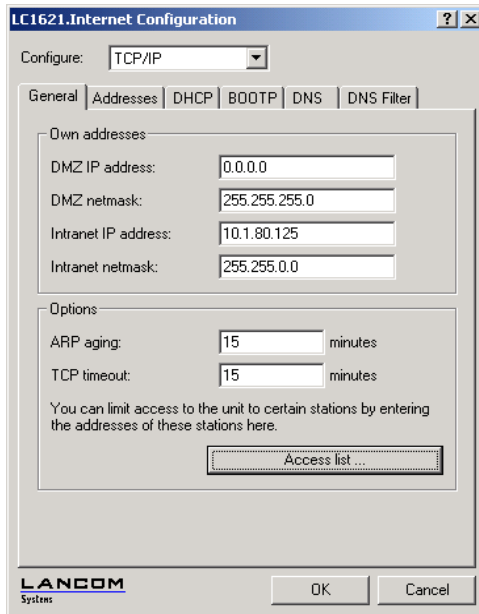 LC1621.Internet Configuration
Configure: TCP/IP
General Addresses DHCP BOOTP DNS DNS Filter
Own addresses
DMZ IP address: 0.0.0.0
DMZ netmask: 255.255.255.0
Intranet IP address: 10.1.80.125
Intranet netmask: 255.255.0.0
Options
ARP aging: 15 minutes
TCP timeout: 15 minutes
You can limit access to the unit to certain stations by entering
the addresses of these stations here.
Access list ...
LANCOM
Systems
OK Cancel